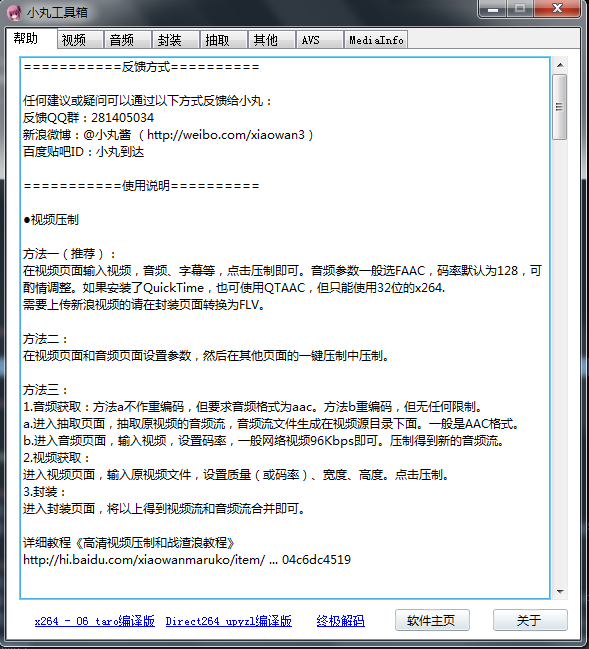 小丸工具箱
帮助 视频 音频 封装 抽取 其他 AVS MediaInfo
===========反馈方式==========
任何建议或疑问可以通过以下方式反馈给小丸：
反馈QQ群：281405034
新浪微博：@小丸酱 （ http://weibo.com/xiaowan3 ）
百度贴吧ID：小丸到达
===========使用说明==========
●视频压制
方法一（推荐）：
在视频页面输入视频，音频、字幕等，点击压制即可。音频参数一般选FAAC，码率默认为128，可
酌情调整。如果安装了QuickTime，也可使用QTAAC，但只能使用32位的x264.
需要上传新浪视频的请在封装页面转换为FLV。
方法二：
在视频页面和音频页面设置参数，然后在其他页面的一键压制中压制。
方法三：
1.音频获取：方法a不作重编码，但要求音频格式为aac。方法b重编码，但无任何限制。
a.进入抽取页面，抽取原视频的音频流，音频流文件生成在视频源目录下面。一般是AAC格式。
b.进入音频页面，输入视频，设置码率，一般网络视频96Kbps即可。压制得到新的音频流。
2.视频获取：
进入视频页面，输入原视频文件，设置质量（或码率）、宽度、高度。点击压制。
3.封装：
进入封装页面，将以上得到视频流和音频流合并即可。
详细教程《高清视频压制和战渣浪教程》
http://hi.baidu.com/xiaowanmaruko/item/ ... 04c6dc4519
x264 - 06_taro编译版 Direct264_upyzl编译版 终极解码 软件主页 关于